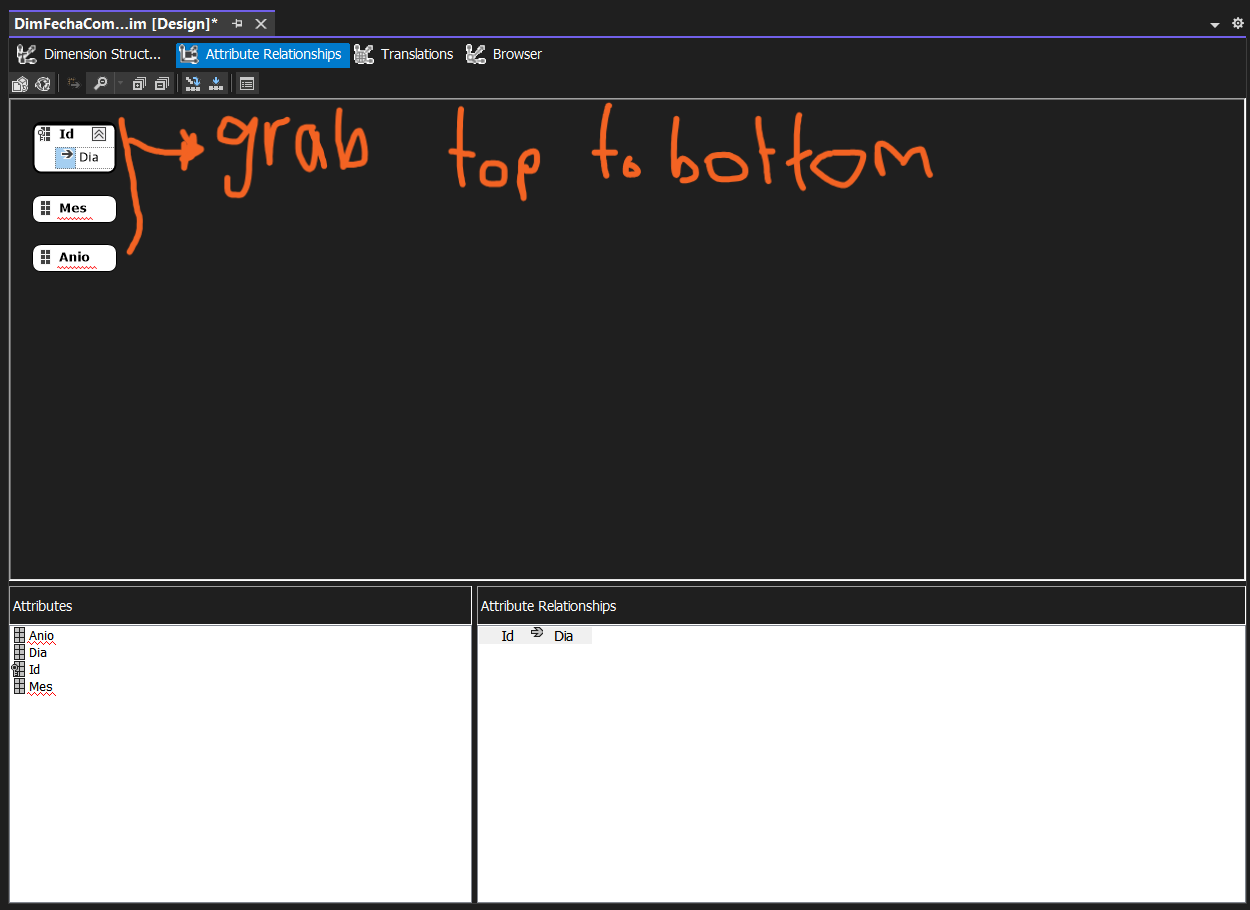 DimFechaCom...im [Design]*
Dimension Struct... Attribute Relationships Translations Browser
Id
Dia
grab top to bottom
Mes
Anio
Attributes
Anio
Dia
Id
Mes
Attribute Relationships
Id Dia